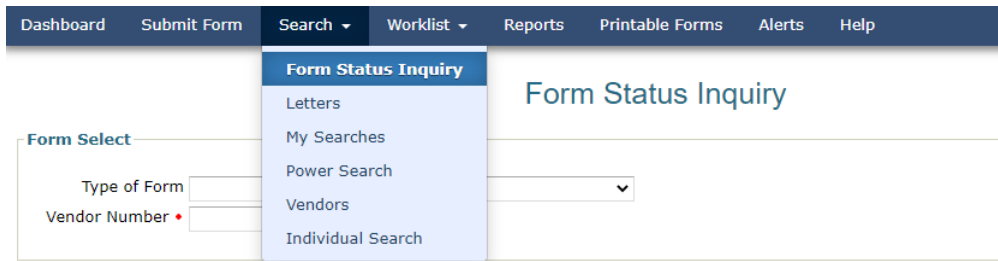 Dashboard Submit Form Search Worklist Reports Printable Forms Alerts Help
Form Status Inquiry
Letters
My Searches
Power Search
Vendors
Individual Search
Form Status Inquiry
Form Select
Type of Form
Vendor Number •